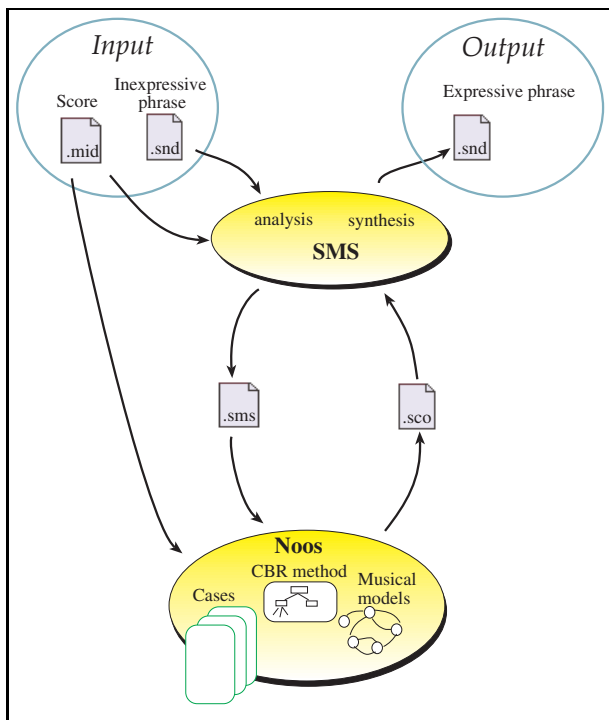 Input
Output
Score
Inexpressive
phrase
.mid
.snd
Expressive phrase
.snd
analysis
synthesis
SMS
.sms
.sco
Noos
CBR method
Cases
Musical
models